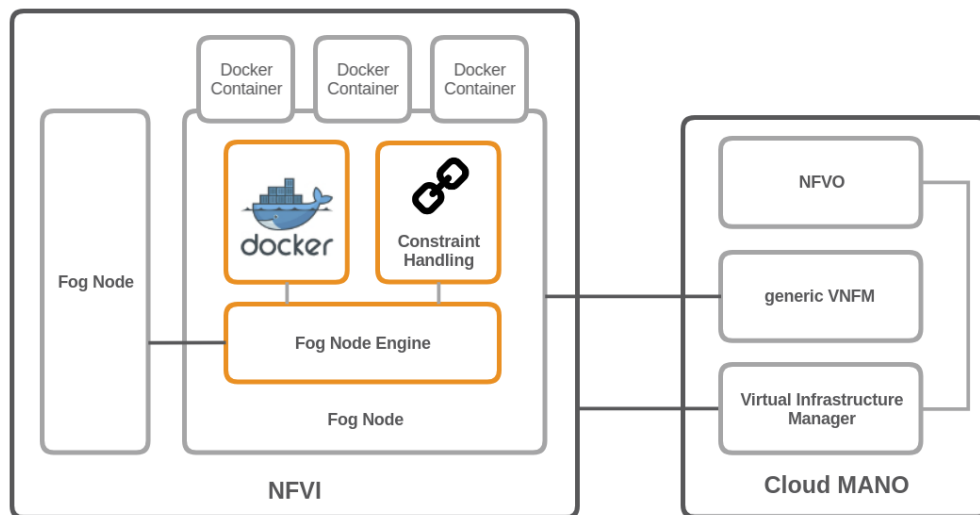 Docker
Container
Docker
Container
Docker
Container
docker
Constraint
Handling
Fog Node
Fog Node Engine
Fog Node
NFVI
NFVO
generic VNFM
Virtual Infrastructure
Manager
Cloud MANO